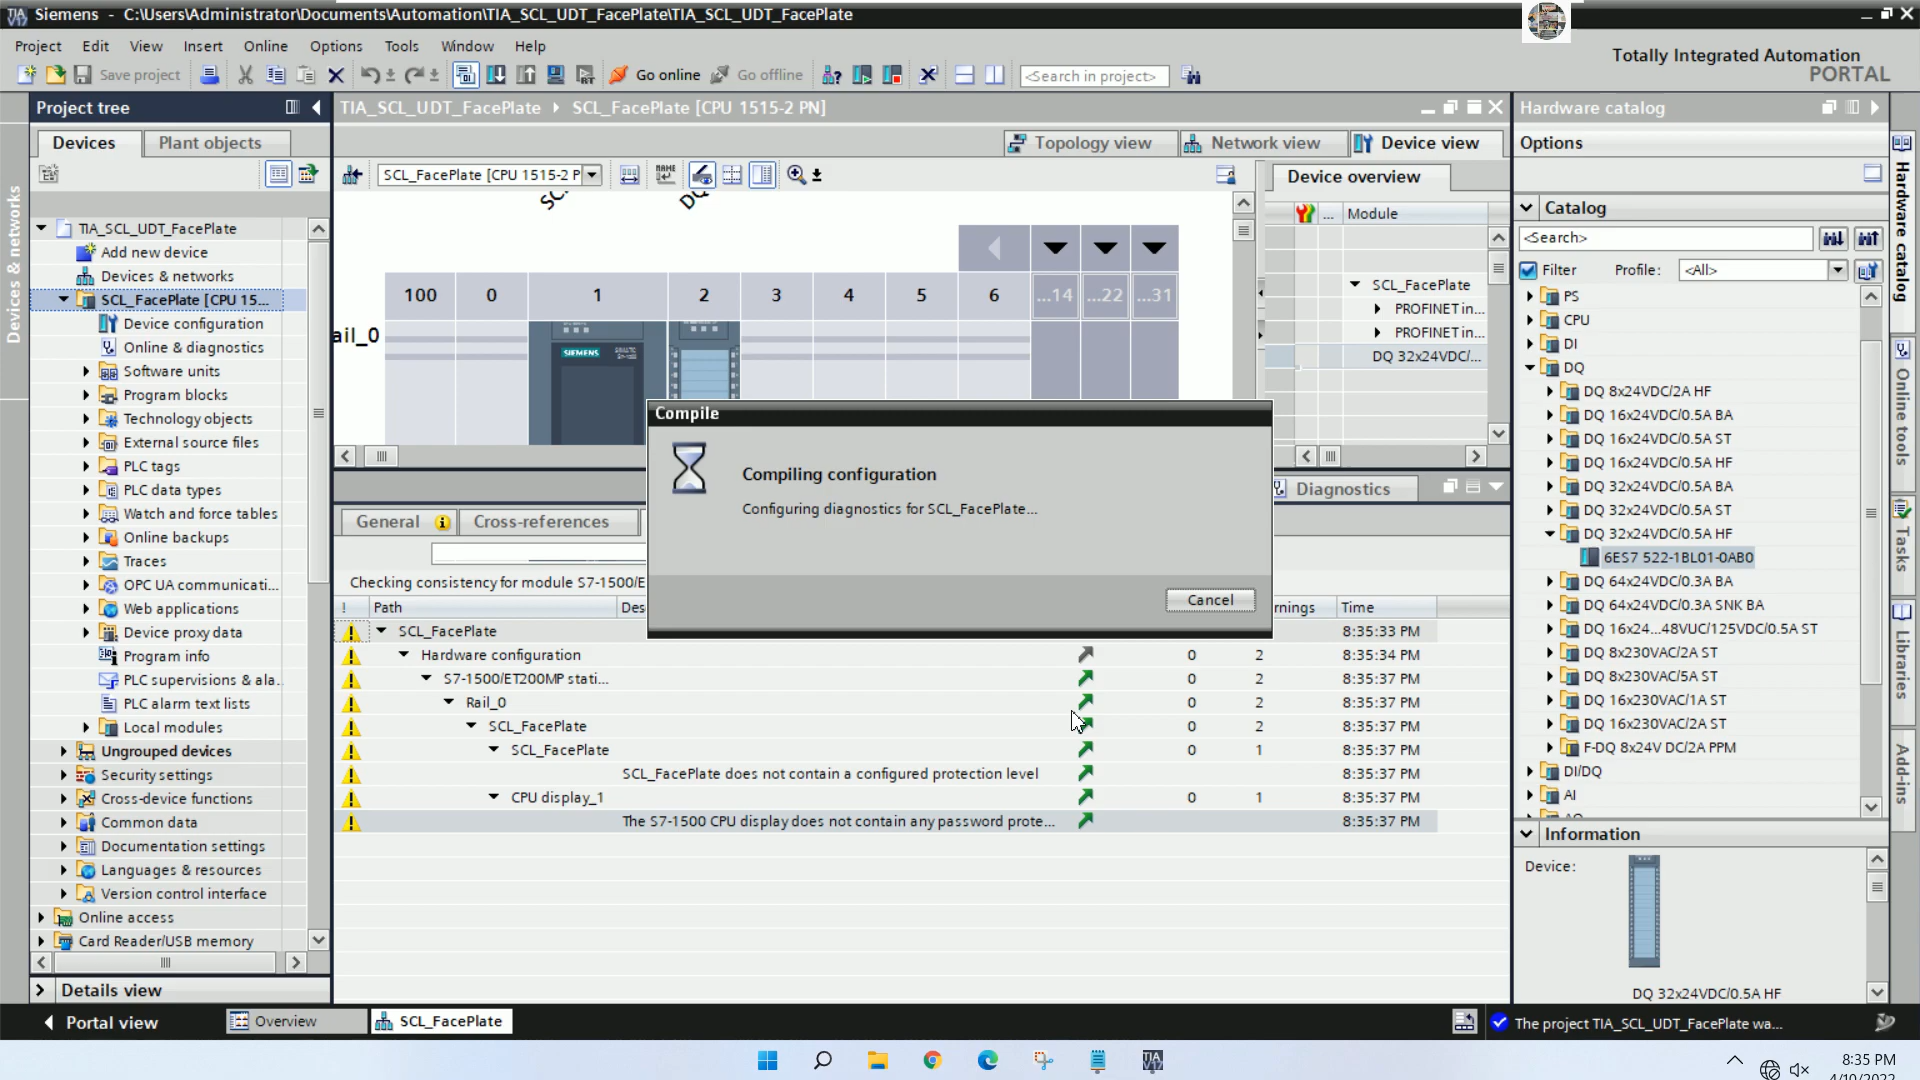 Siemens - C:\Users\Administrator\Documents\Automation\TIA_SCL_UDT_FacePlate\TIA_SCL_UDT_FacePlate
Project Edit View Insert Online Options Tools Window Help
Totally Integrated Automation
PORTAL
Save project
Go online
Go offline
<Search in project>
Project tree
TIA_SCL_UDT_FacePlate
SCL_FacePlate [CPU 1515-2 PN]
Hardware catalog
Devices
Plant objects
Topology view
Network view
Device view
Options
SCL_FacePlate [CPU 1515-2 P
Device overview
... Module
Catalog
<Search>
Filter
Profile:
<All>
Devices & networks
TIA_SCL_UDT_FacePlate
Add new device
Devices & networks
SCL_FacePlate [CPU 15...
Device configuration
Online & diagnostics
Software units
Program blocks
Technology objects
External source files
PLC tags
PLC data types
Watch and force tables
Online backups
Traces
OPC UA communicati...
Web applications
Device proxy data
Program info
PLC supervisions & ala...
PLC alarm text lists
Local modules
Ungrouped devices
Security settings
Cross-device functions
Common data
Documentation settings
Languages & resources
Version control interface
Online access
Card Reader/USB memory
Details view
100 0 1 2 3 4 5 6 ...14 ...22 ...31
ail_0
SIEMENS
SCL_FacePlate
PROFINET in...
PROFINET in...
DQ 32x24VDC/...
Compile
Compiling configuration
Configuring diagnostics for SCL_FacePlate...
Cancel
Diagnostics
General
Cross-references
Checking consistency for module S7-1500/E
! Path Des rnings Time
SCL_FacePlate 8:35:33 PM
Hardware configuration 0 2 8:35:34 PM
S7-1500/ET200MP stati... 0 2 8:35:37 PM
Rail_0 0 2 8:35:37 PM
SCL_FacePlate 0 2 8:35:37 PM
SCL_FacePlate 0 1 8:35:37 PM
SCL_FacePlate does not contain a configured protection level 8:35:37 PM
CPU display_1 0 1 8:35:37 PM
The S7-1500 CPU display does not contain any password prote... 8:35:37 PM
PS
CPU
DI
DQ
DQ 8x24VDC/2A HF
DQ 16x24VDC/0.5A BA
DQ 16x24VDC/0.5A ST
DQ 16x24VDC/0.5A HF
DQ 32x24VDC/0.5A BA
DQ 32x24VDC/0.5A ST
DQ 32x24VDC/0.5A HF
6ES7 522-1BL01-0AB0
DQ 64x24VDC/0.3A BA
DQ 64x24VDC/0.3A SNK BA
DQ 16x24...48VUC/125VDC/0.5A ST
DQ 8x230VAC/2A ST
DQ 8x230VAC/5A ST
DQ 16x230VAC/1A ST
DQ 16x230VAC/2A ST
F-DQ 8x24V DC/2A PPM
DI/DQ
AI
Information
Device:
DQ 32x24VDC/0.5A HF
Hardware catalog
Online tools
Tasks
Libraries
Add-ins
Portal view
Overview
SCL_FacePlate
The project TIA_SCL_UDT_FacePlate wa...
8:35 PM
4/10/2022